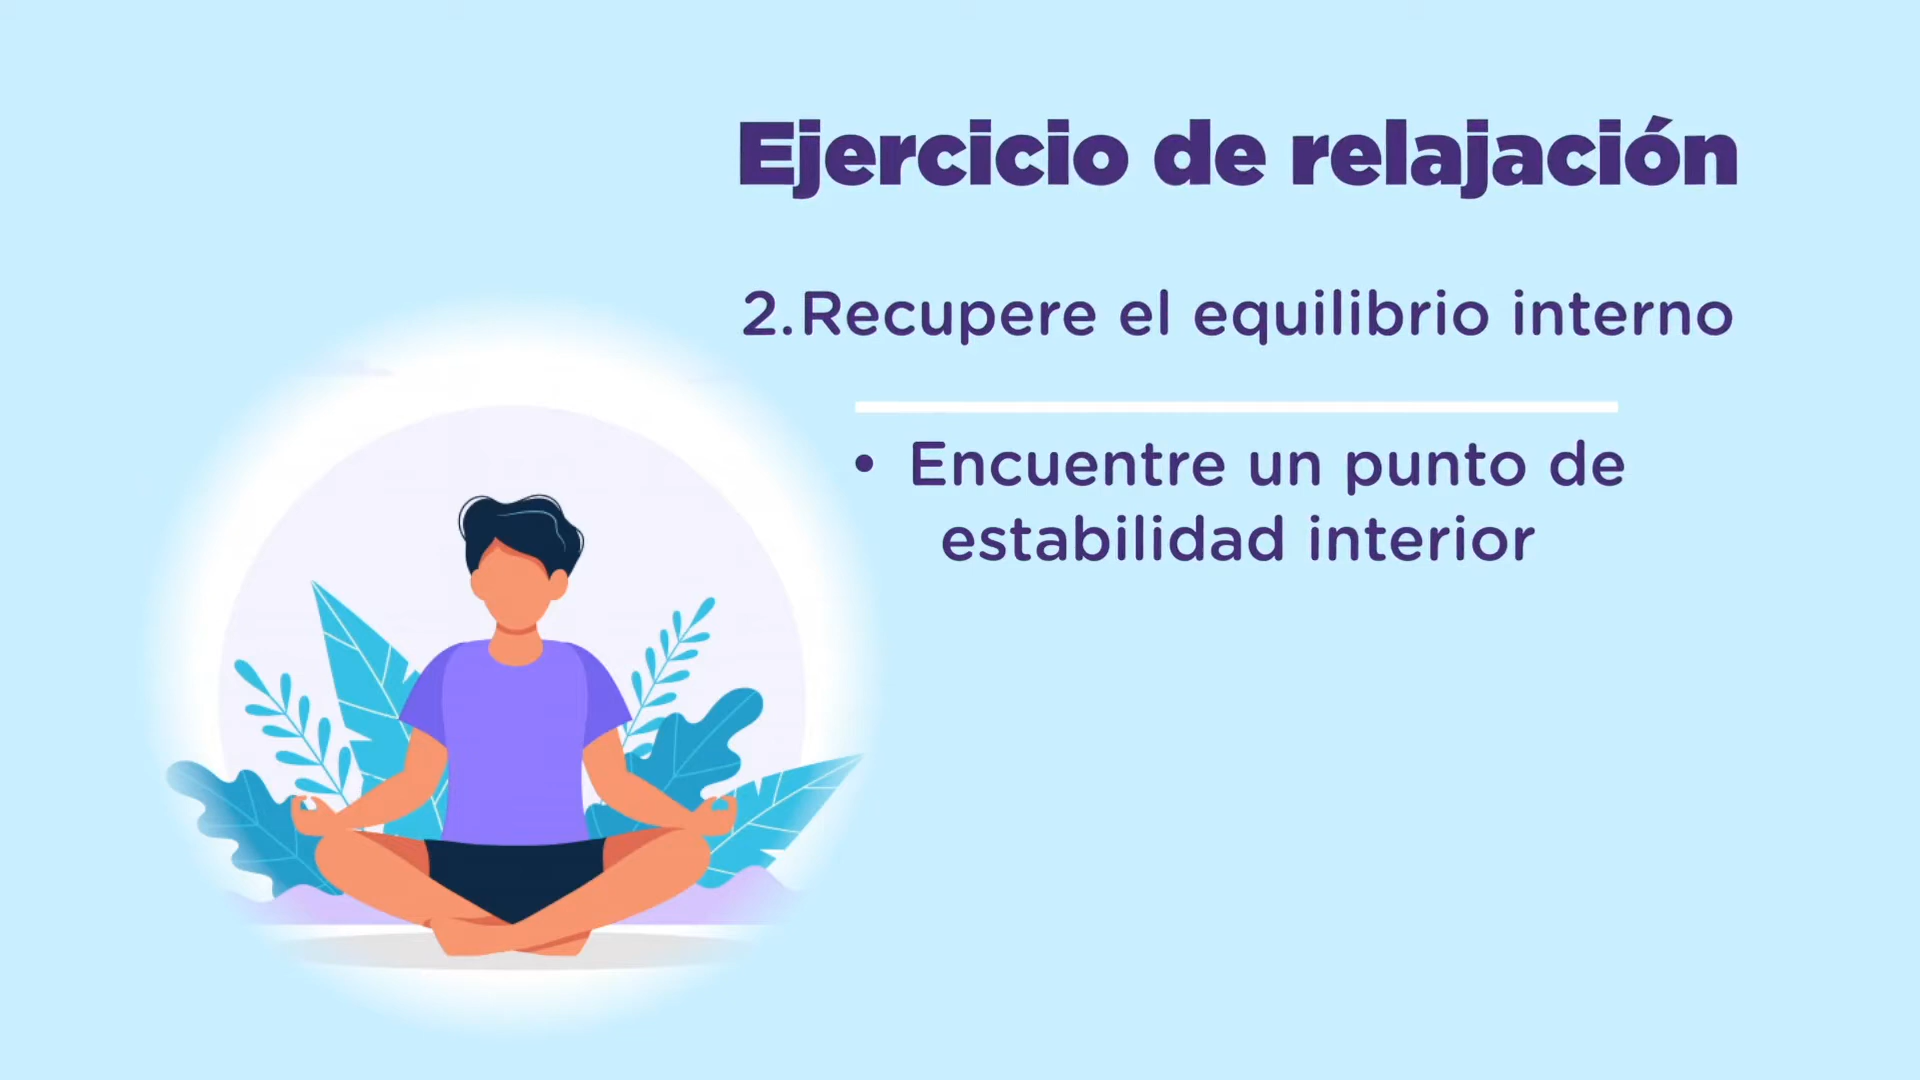 Ejercicio de relajación
2.Recupere el equilibrio interno
• Encuentre un punto de
estabilidad interior